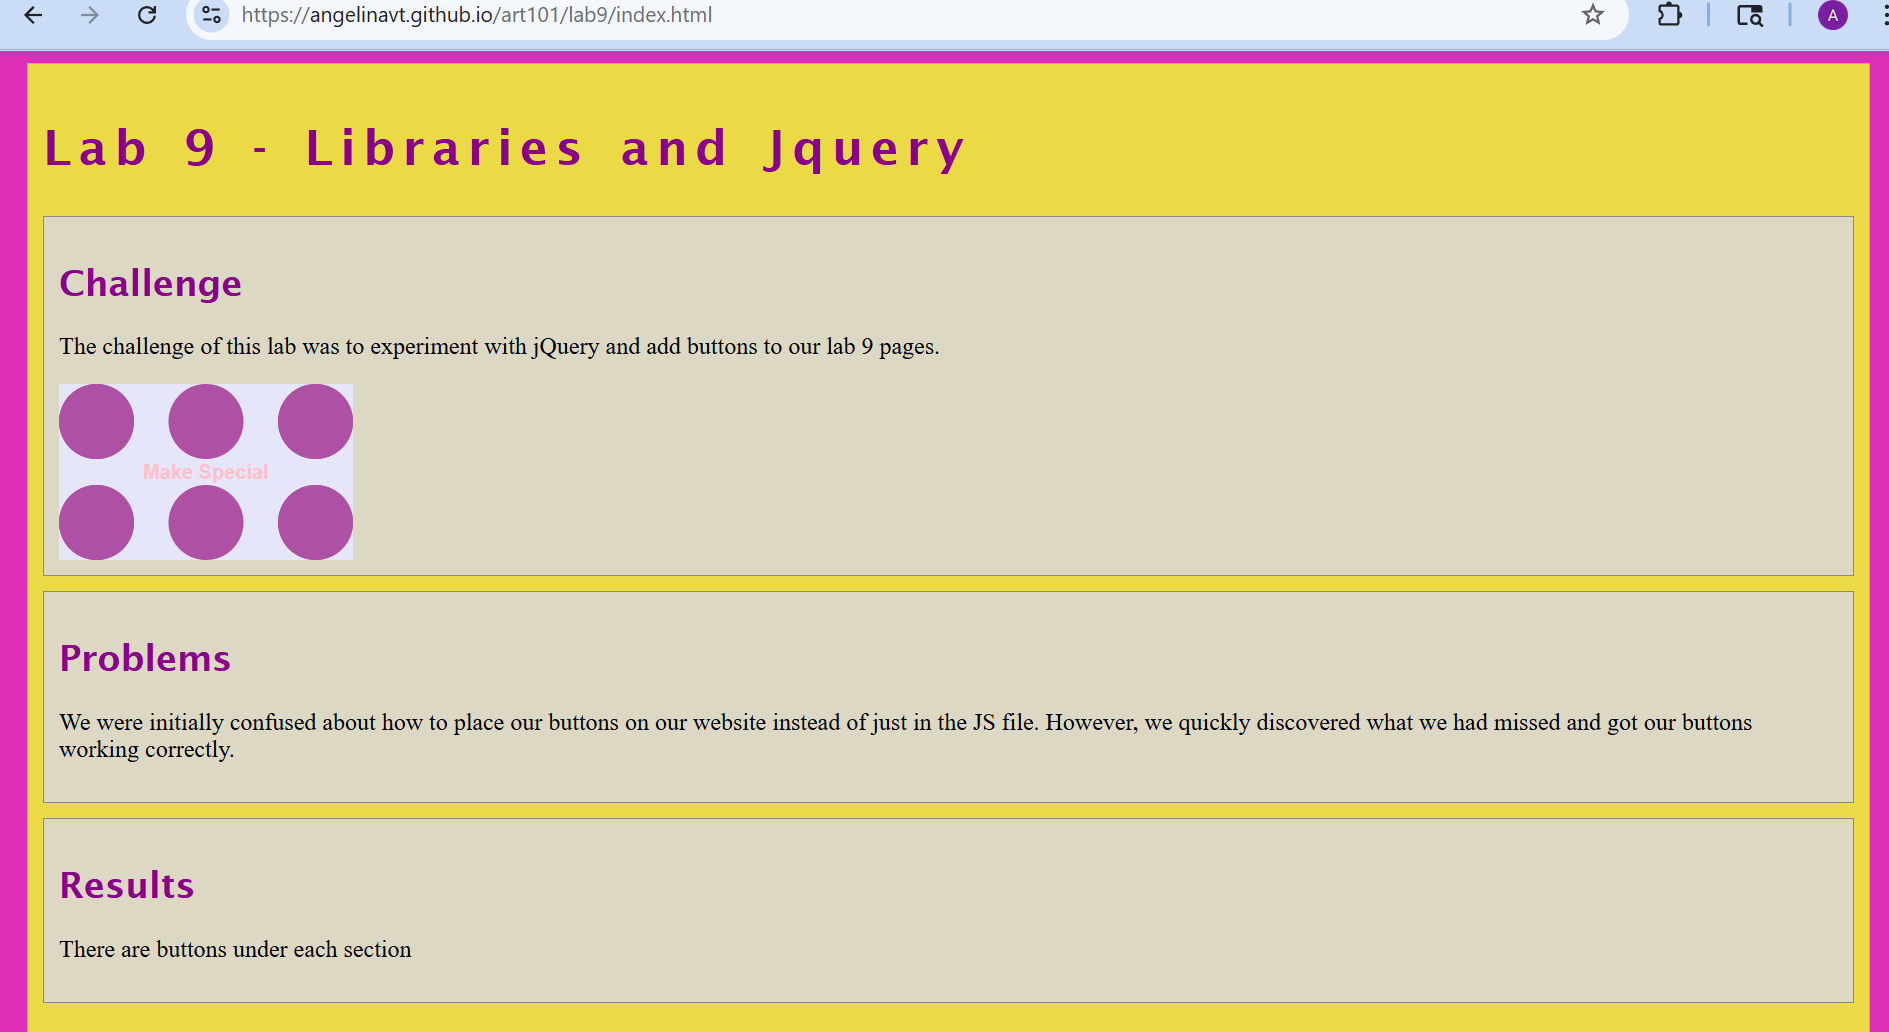 https://angelinavt.github.io/art101/lab9/index.html
A
Lab 9 - Libraries and Jquery
Challenge
The challenge of this lab was to experiment with jQuery and add buttons to our lab 9 pages.
Make Special
Problems
We were initially confused about how to place our buttons on our website instead of just in the JS file. However, we quickly discovered what we had missed and got our buttons
working correctly.
Results
There are buttons under each section